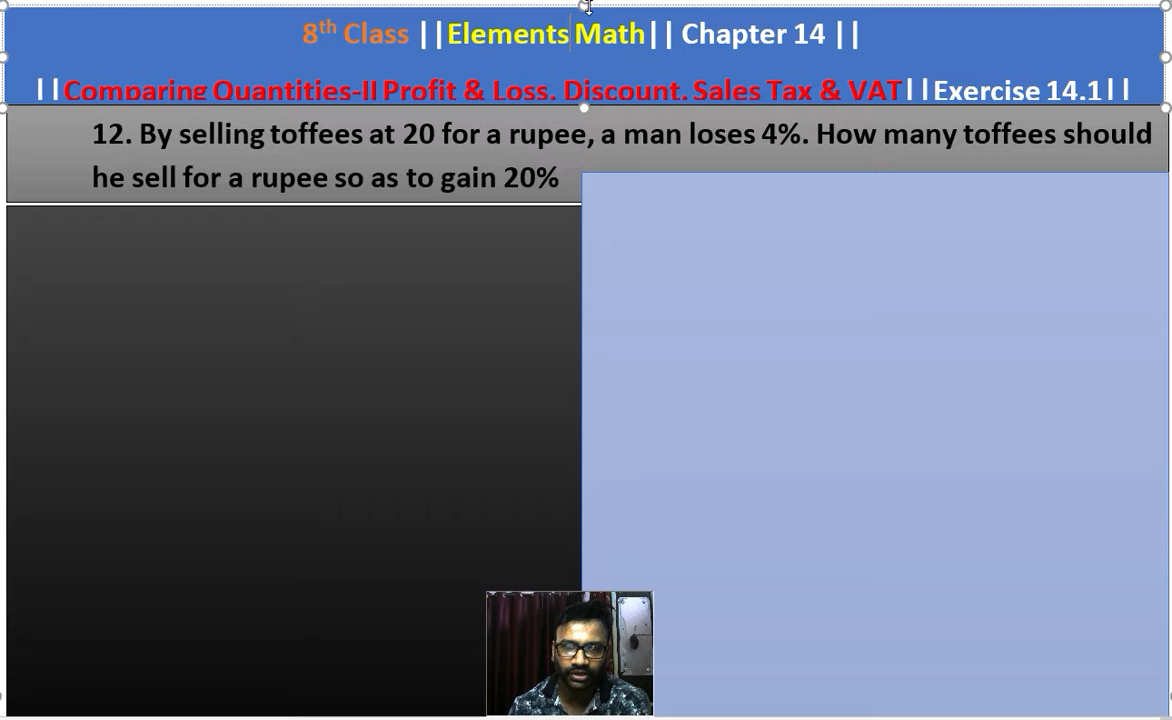 8th Class ||Elements Math|| Chapter 14 ||
||Comparing Quantities-II Profit & Loss, Discount, Sales Tax & VAT||Exercise 14.1||
12. By selling toffees at 20 for a rupee, a man loses 4%. How many toffees should
he sell for a rupee so as to gain 20%